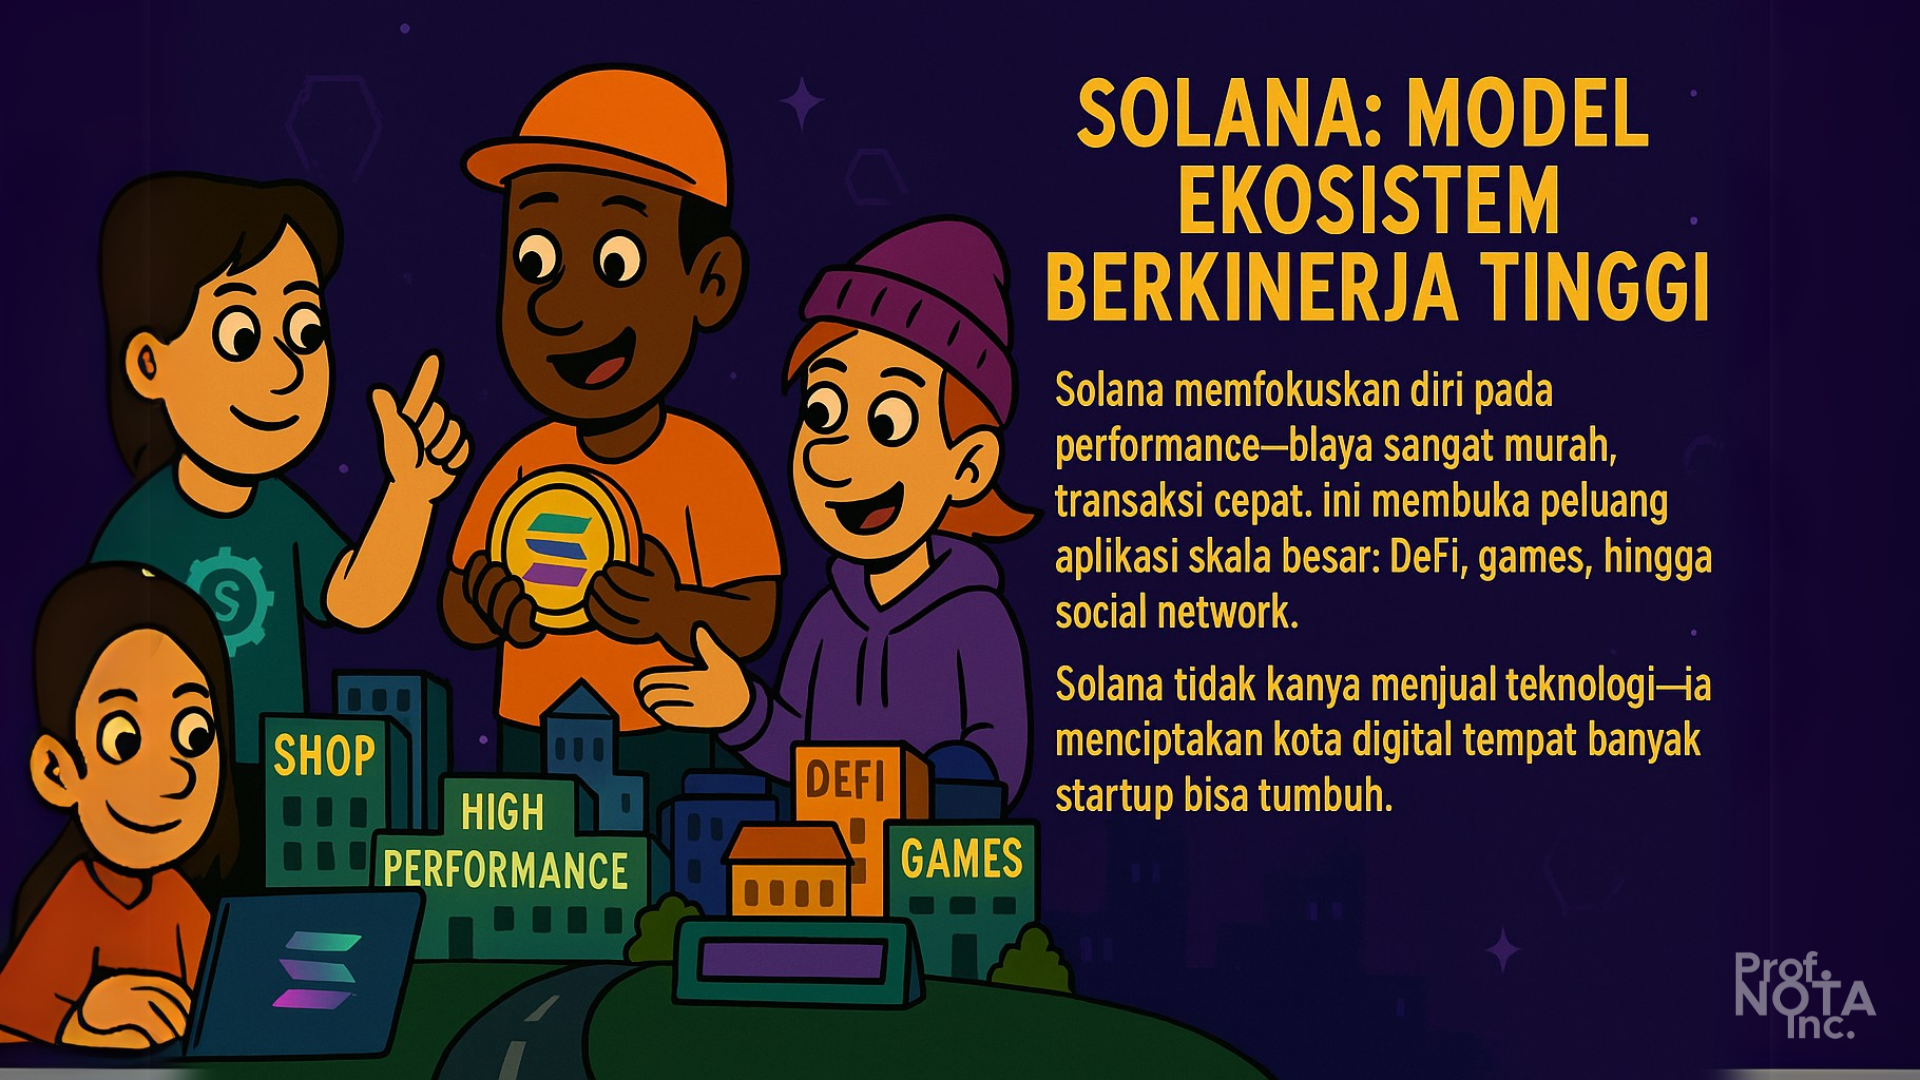 SOLANA: MODEL
EKOSISTEM
BERKINERJA TINGGI
Solana memfokuskan diri pada
performance—blaya sangat murah,
transaksi cepat. ini membuka peluang
aplikasi skala besar: DeFi, games, hingga
social network.
Solana tidak kanya menjual teknologi—ia
menciptakan kota digital tempat banyak
startup bisa tumbuh.
S
SHOP
HIGH
PERFORMANCE
DEFI
GAMES
Prof.
NOTA
Inc.